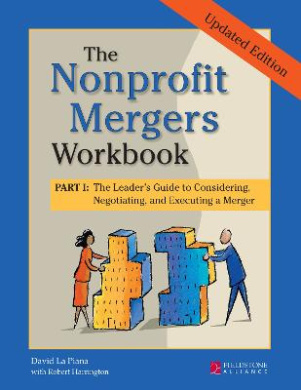 Updated Edition
The
Nonprofit
Mergers
Workbook
PART I: The Leader's Guide to Considering,
Negotiating, and Executing a Merger
David La Piana
with Robert Harrington
FIELDSTONE
ALLIANCE